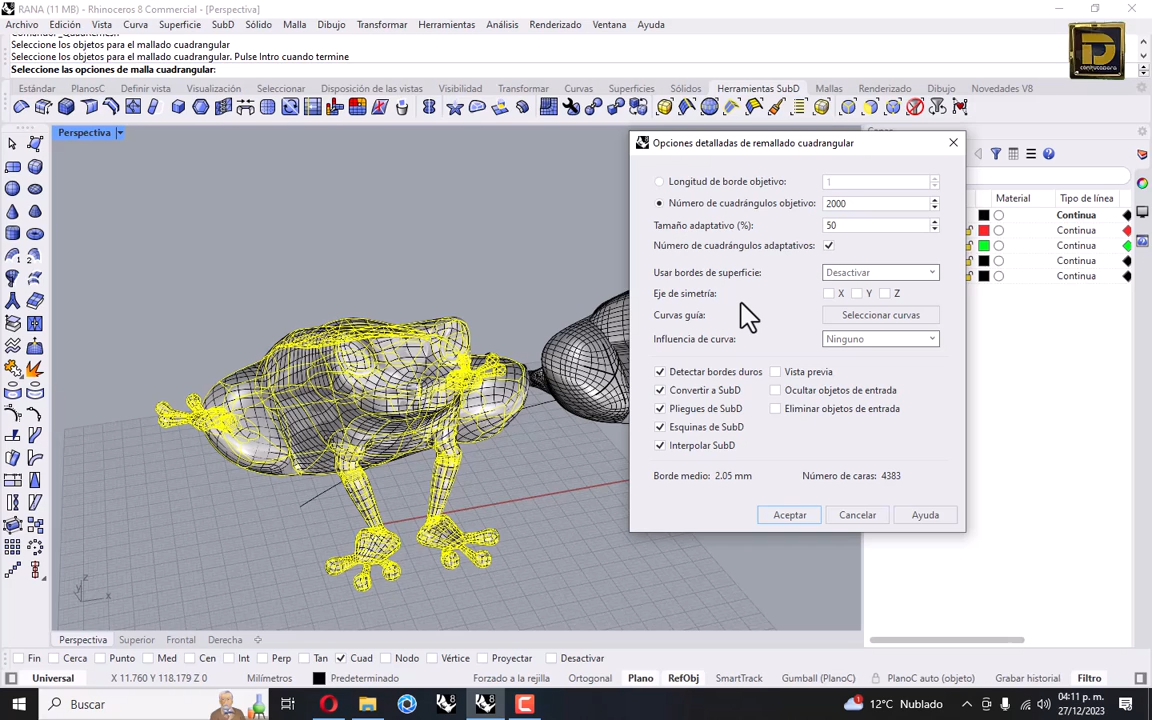 RANA (11 MB) - Rhinoceros 8 Commercial - [Perspectiva]
Archivo Edición Vista Curva Superficie SubD Sólido Malla Dimensión Transformar Herramientas Análisis Renderizado Ventana Ayuda
Seleccione los objetos para el mallado cuadrangular
Seleccione los objetos para el mallado cuadrangular. Pulse Intro cuando termine
Seleccione las opciones de malla cuadrangular:
Estándar PlanosC Definir vista Visualización Seleccionar Disposición de las vistas Visibilidad Transformar Curvas Superficies Sólidos Herramientas SubD Mallas Renderizado Dibujo Novedades V8
Perspectiva
Opciones detalladas de remallado cuadrangular
Longitud de borde objetivo: 1
Número de cuadrángulos objetivo: 2000
Tamaño adaptativo (%): 50
Número de cuadrángulos adaptativos:
Usar bordes de superficie: Desactivar
Eje de simetría: X Y Z
Curvas guía: Seleccionar curvas
Influencia de curva: Ninguno
Detectar bordes duros Vista previa
Convertir a SubD Ocultar objetos de entrada
Pliegues de SubD Eliminar objetos de entrada
Esquinas de SubD
Interpolar SubD
Borde medio: 2.05 mm Número de caras: 4383
Aceptar Cancelar Ayuda
Material Tipo de línea
Continua
Continua
Continua
Continua
Continua
z
y
x
Perspectiva Superior Frontal Derecha
Fin Cerca Punto Med Cen Int Perp Tan Cuad Nodo Vértice Proyectar Desactivar
Universal X 11.760 Y 118.179 Z 0 Milímetros Predeterminado Forzado a la rejilla Ortogonal Plano RefObj SmartTrack Gumball (PlanoC) PlanoC auto (objeto) Grabar historial Filtro
Buscar
12°C Nublado
04:11 p. m.
27/12/2023